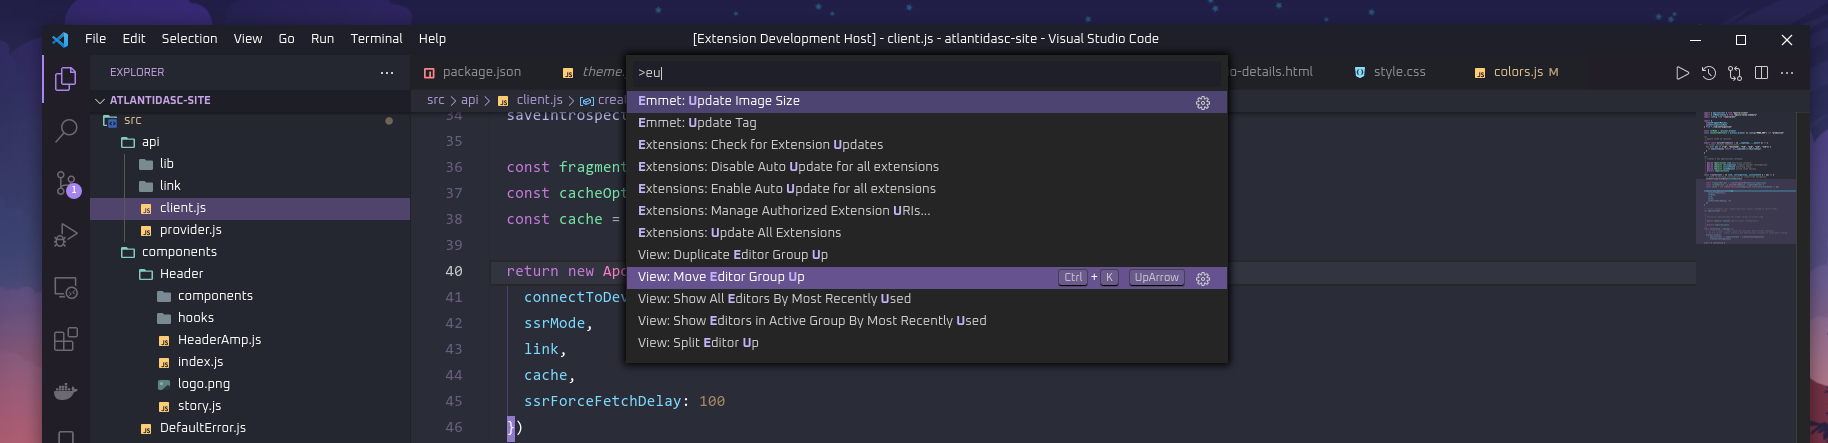 File Edit Selection View Go Run Terminal Help
[Extension Development Host] - client.js - atlantidasc-site - Visual Studio Code
EXPLORER
ATLANTIDASC-SITE
src
api
lib
link
client.js
provider.js
components
Header
components
hooks
HeaderAmp.js
index.js
logo.png
story.js
DefaultError.js
1
package.json
theme.
o-details.html
style.css
colors.js M
src > api > client.js > crea
34 saveIntrospect
35
36 const fragment
37 const cacheOpt
38 const cache =
39
40 return new Apo
41 connectToDev
42 ssrMode,
43 link,
44 cache,
45 ssrForceFetchDelay: 100
46 })
>eu
Emmet: Update Image Size
Emmet: Update Tag
Extensions: Check for Extension Updates
Extensions: Disable Auto Update for all extensions
Extensions: Enable Auto Update for all extensions
Extensions: Manage Authorized Extension URIs...
Extensions: Update All Extensions
View: Duplicate Editor Group Up
View: Move Editor Group Up Ctrl + K UpArrow
View: Show All Editors By Most Recently Used
View: Show Editors in Active Group By Most Recently Used
View: Split Editor Up